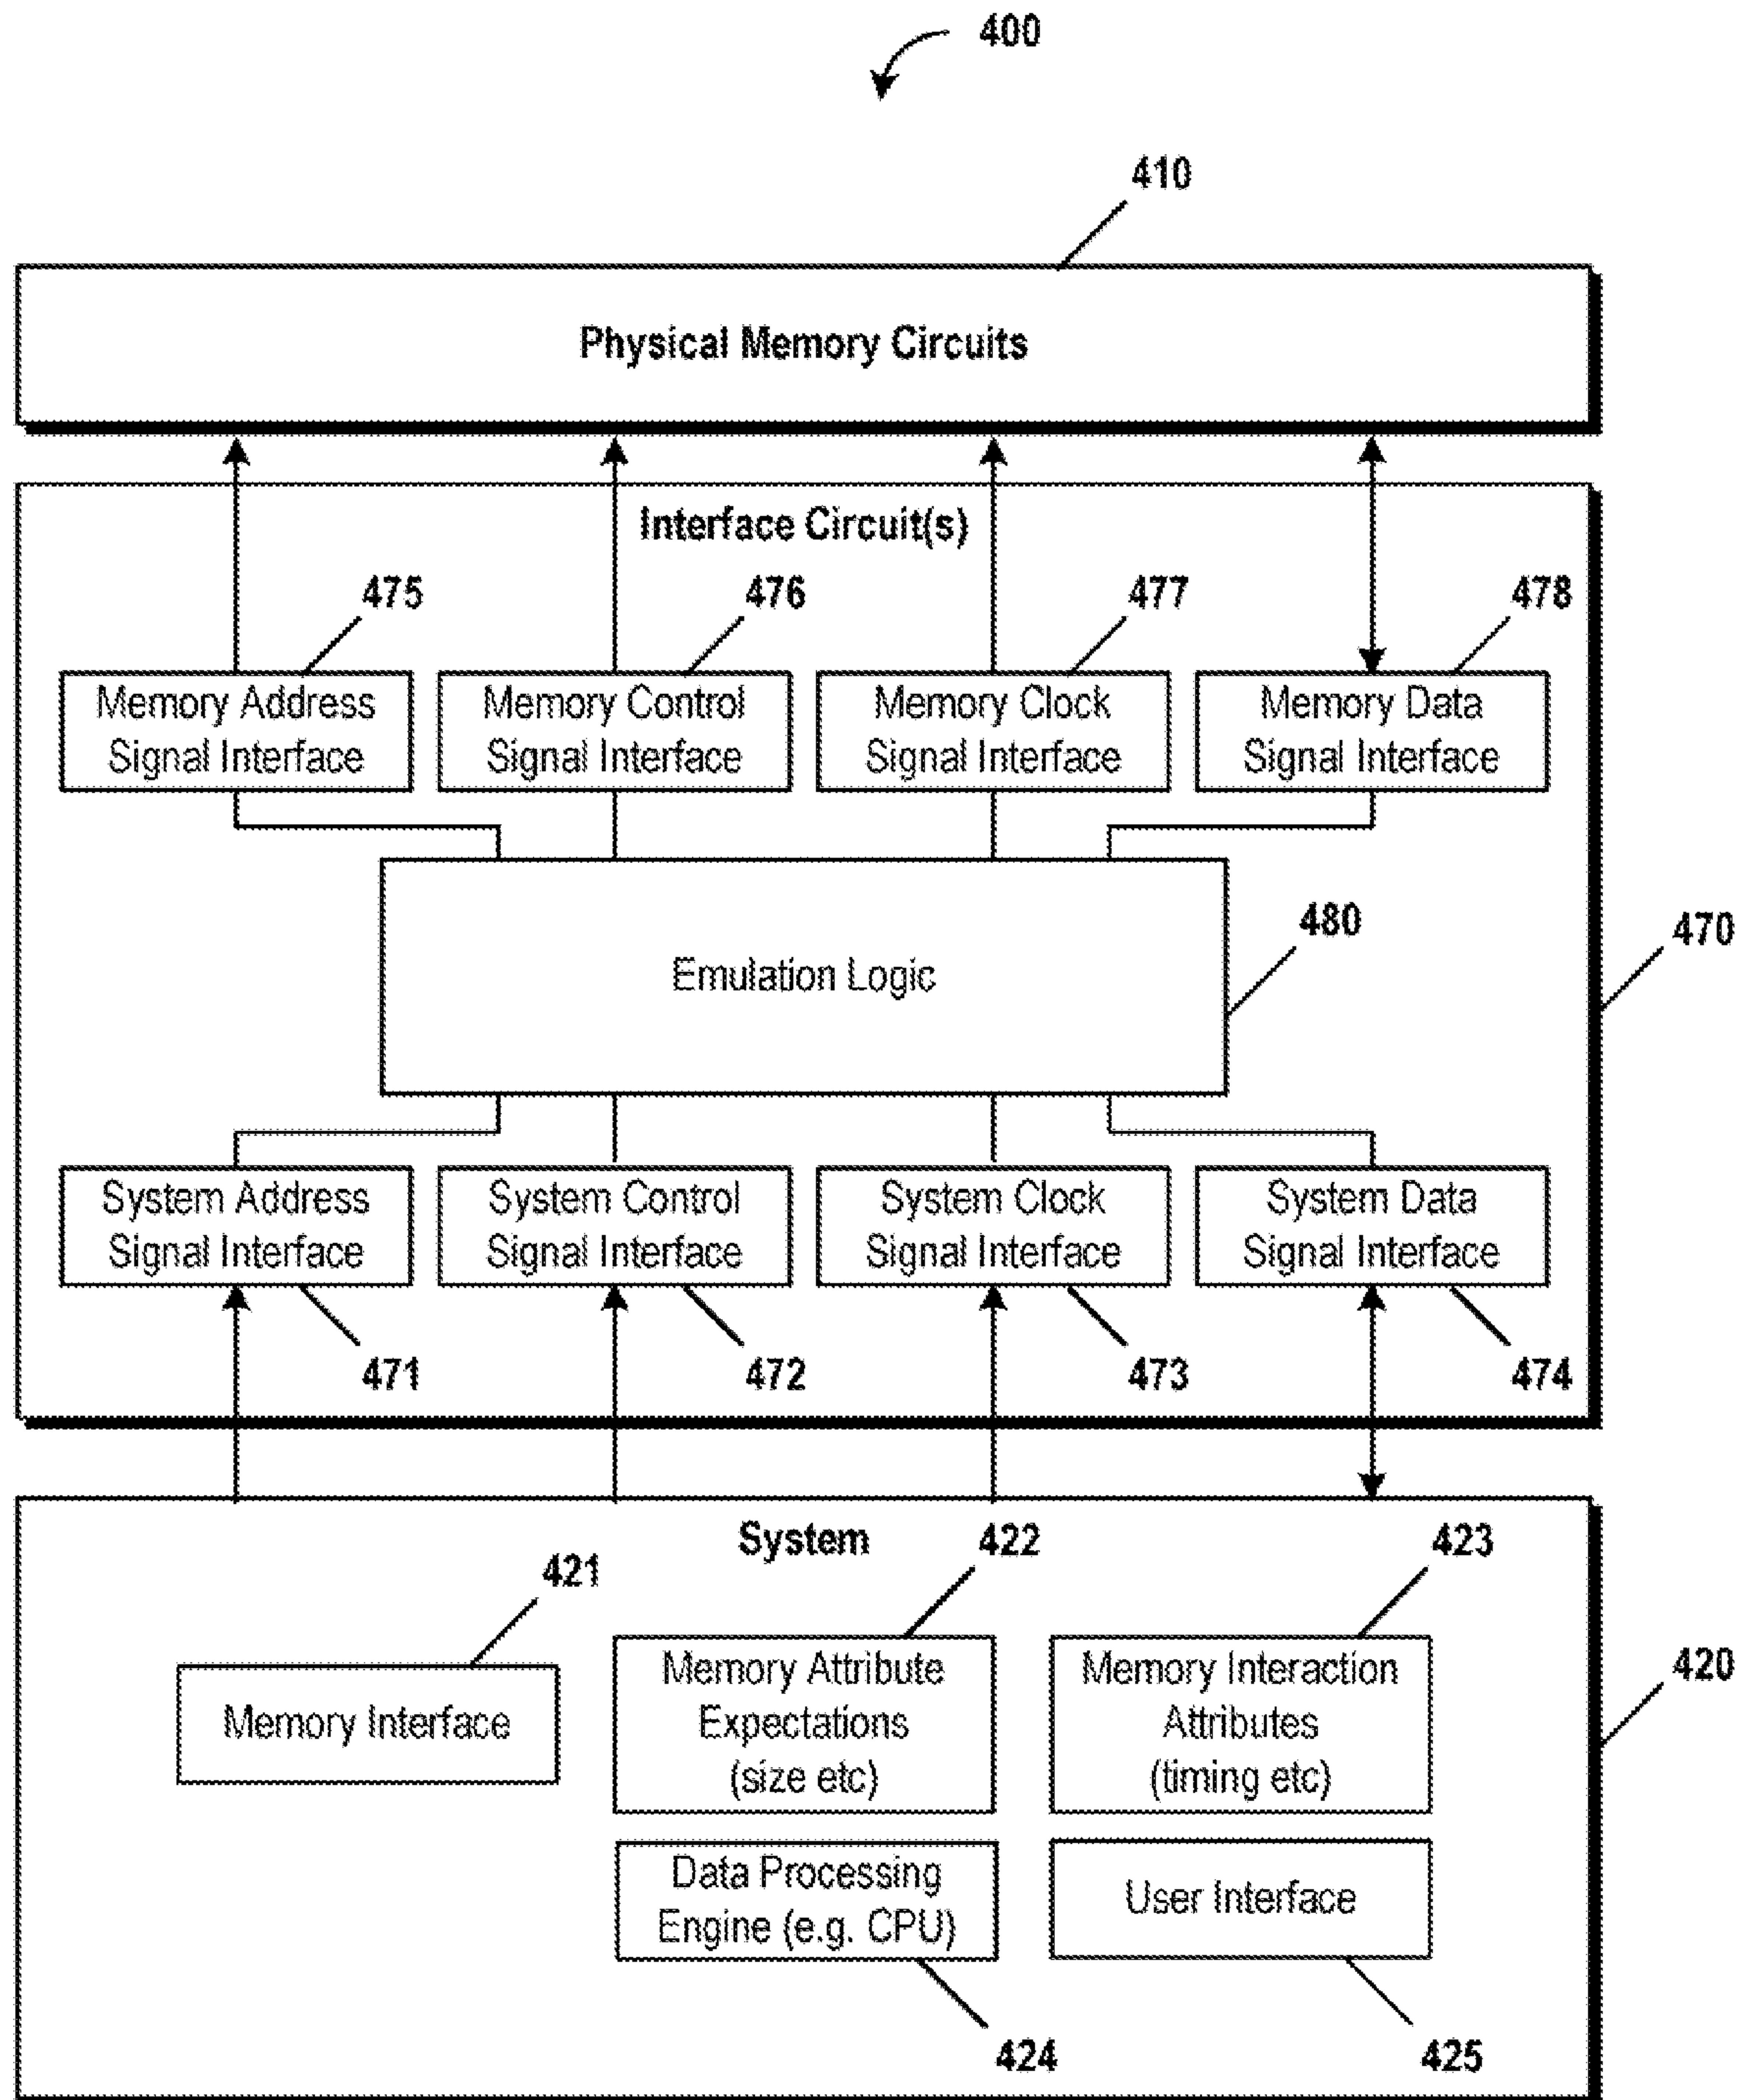 400
410
Physical Memory Circuits
Interface Circuit(s)
475
476
477
478
Memory Address
Signal Interface
Memory Control
Signal Interface
Memory Clock
Signal Interface
Memory Data
Signal Interface
480
470
Emulation Logic
System Address
Signal Interface
System Control
Signal Interface
System Clock
Signal Interface
System Data
Signal Interface
471
472
473
474
System
421
422
423
420
Memory Interface
Memory Attribute
Expectations
(size etc)
Memory Interaction
Attributes
(timing etc)
Data Processing
Engine (e.g. CPU)
User Interface
424
425